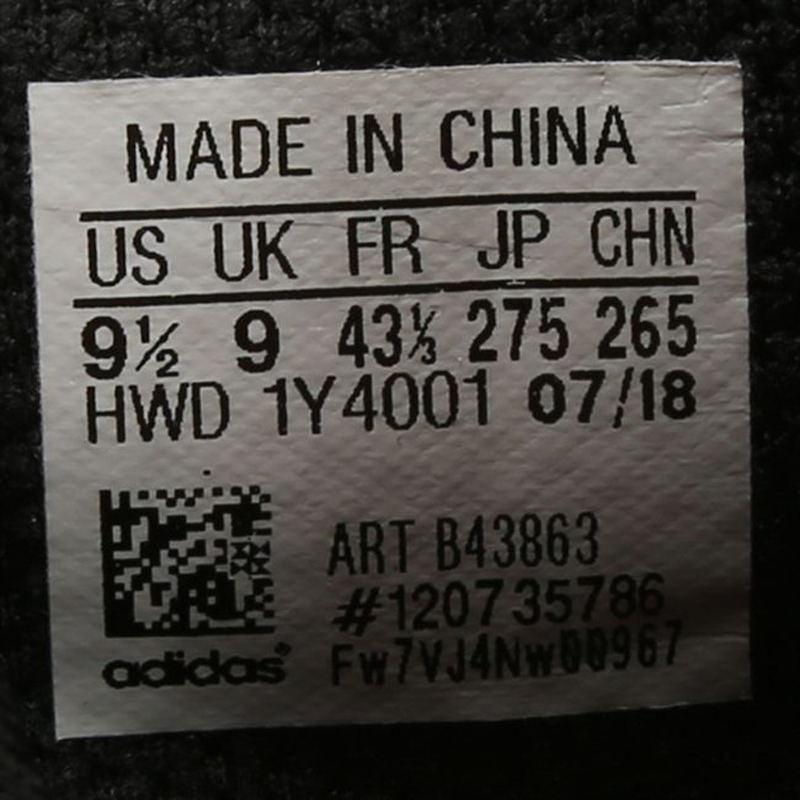 MADE IN CHINA
US UK FR JP CHN
9½ 9 43⅓ 275 265
HWD 1Y4001 07/18
ART B43863
#120735786
Fw7VJ4Nw00967
adidas®